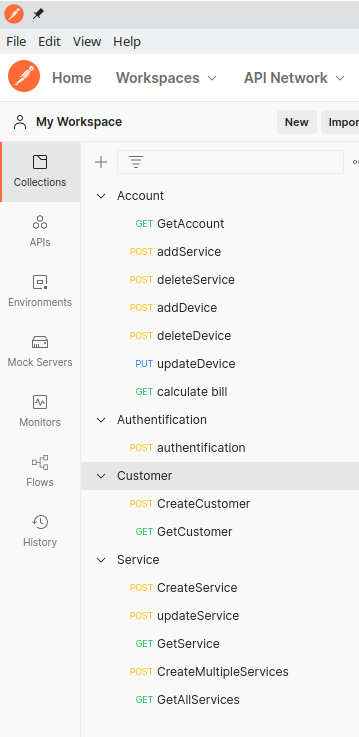 File Edit View Help
Home Workspaces API Network
My Workspace New Impor
Collections
APIs
Environments
Mock Servers
Monitors
Flows
History
Account
GET GetAccount
POST addService
POST deleteService
POST addDevice
POST deleteDevice
PUT updateDevice
GET calculate bill
Authentification
POST authentification
Customer
POST CreateCustomer
GET GetCustomer
Service
POST CreateService
POST updateService
GET GetService
POST CreateMultipleServices
GET GetAllServices